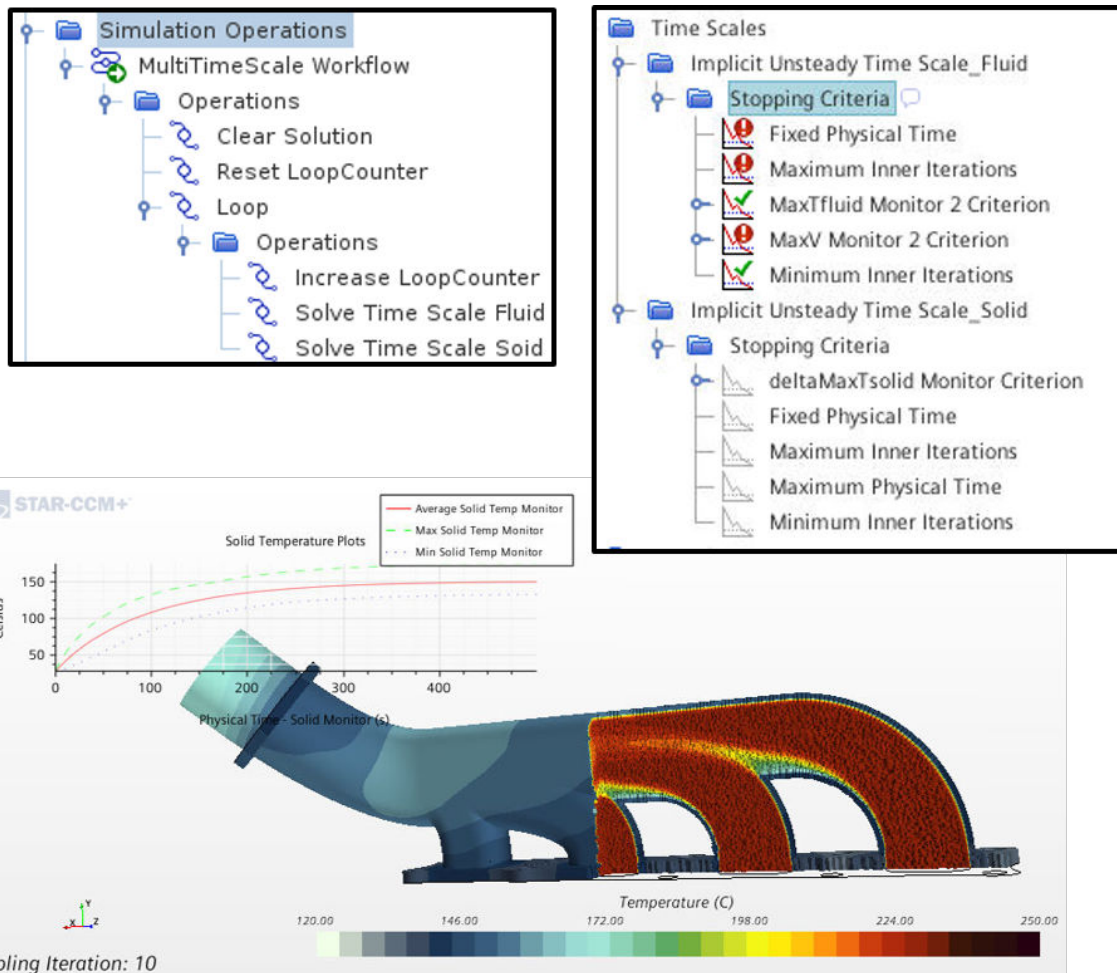 Simulation Operations
MultiTimeScale Workflow
Operations
Clear Solution
Reset LoopCounter
Loop
Operations
Increase LoopCounter
Solve Time Scale Fluid
Solve Time Scale Soid
Time Scales
Implicit Unsteady Time Scale_Fluid
Stopping Criteria
Fixed Physical Time
Maximum Inner Iterations
MaxTfluid Monitor 2 Criterion
MaxV Monitor 2 Criterion
Minimum Inner Iterations
Implicit Unsteady Time Scale_Solid
Stopping Criteria
deltaMaxTsolid Monitor Criterion
Fixed Physical Time
Maximum Inner Iterations
Maximum Physical Time
Minimum Inner Iterations
STAR-CCM+
Solid Temperature Plots
Average Solid Temp Monitor
Max Solid Temp Monitor
Min Solid Temp Monitor
150
100
50
0 100 200 300 400
Physical Time - Solid Monitor (s)
Y
X Z
Temperature (C)
120.00 146.00 172.00 198.00 224.00 250.00
Iteration: 10